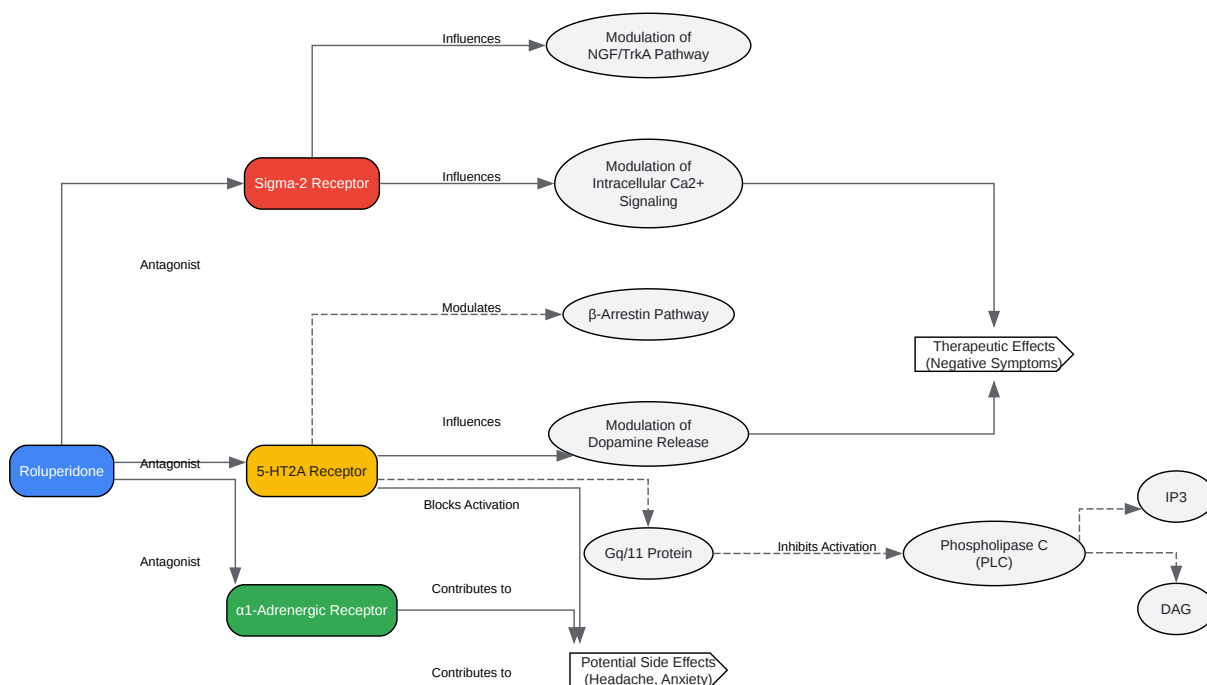 Influences
Modulation of
NGF/TrkA Pathway
Sigma-2 Receptor
Influences
Modulation of
Intracellular Ca2+
Signaling
Antagonist
Modulates
β-Arrestin Pathway
Therapeutic Effects
(Negative Symptoms)
Influences
Modulation of
Dopamine Release
Roluperidone
Antagonist
5-HT2A Receptor
Blocks Activation
IP3
Gq/11 Protein
Inhibits Activation
Phospholipase C
(PLC)
Antagonist
Contributes to
DAG
α1-Adrenergic Receptor
Contributes to
Potential Side Effects
(Headache, Anxiety)